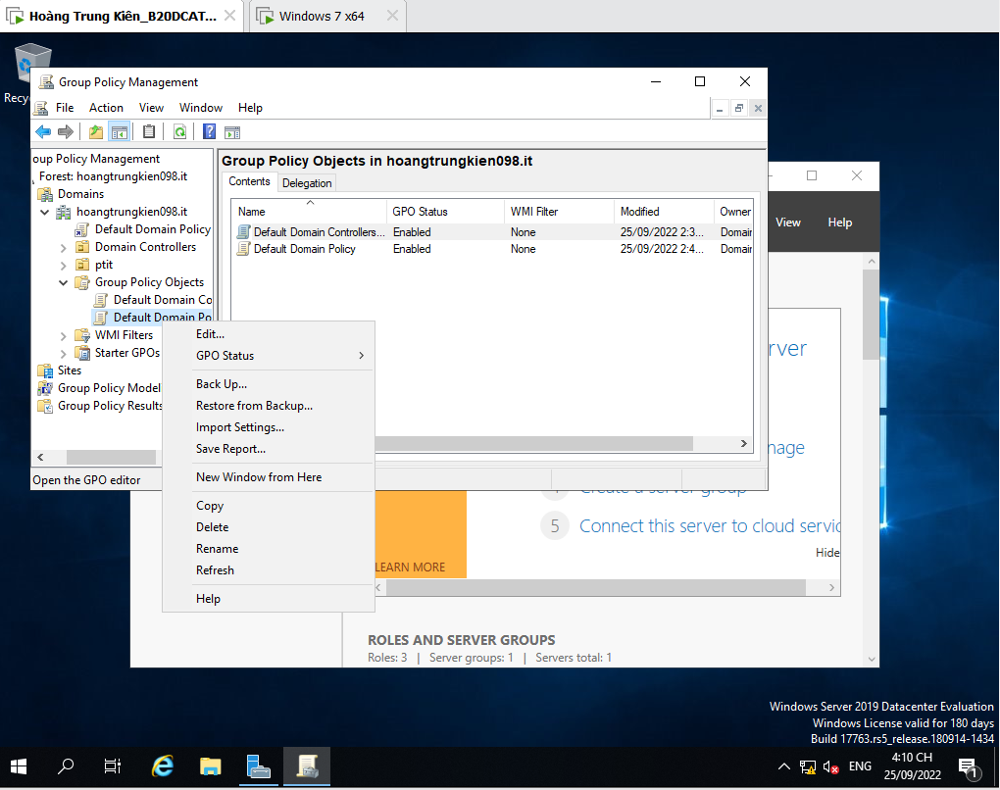 Hoàng Trung Kiên_B20DCAT...
Windows 7 x64
Group Policy Management
File Action View Window Help
oup Policy Management
Forest: hoangtrungkien098.it
Domains
hoangtrungkien098.it
Default Domain Policy
Domain Controllers
ptit
Group Policy Objects
Default Domain Co
Default Domain Po
WMI Filters
Starter GPOs
Sites
Group Policy Model
Group Policy Results
Open the GPO editor
Group Policy Objects in hoangtrungkien098.it
Contents Delegation
Name GPO Status WMI Filter Modified Owner
Default Domain Controllers... Enabled None 25/09/2022 2:3... Domain
Default Domain Policy Enabled None 25/09/2022 2:4... Domain
Edit...
GPO Status
Back Up...
Restore from Backup...
Import Settings...
Save Report...
New Window from Here
Copy
Delete
Rename
Refresh
Help
View Help
erver
nage
Create a server group
5 Connect this server to cloud servic
Hide
LEARN MORE
ROLES AND SERVER GROUPS
Roles: 3 | Server groups: 1 | Servers total: 1
Recy
Windows Server 2019 Datacenter Evaluation
Windows License valid for 180 days
Build 17763.rs5_release.180914-1434
ENG
4:10 CH
25/09/2022
1